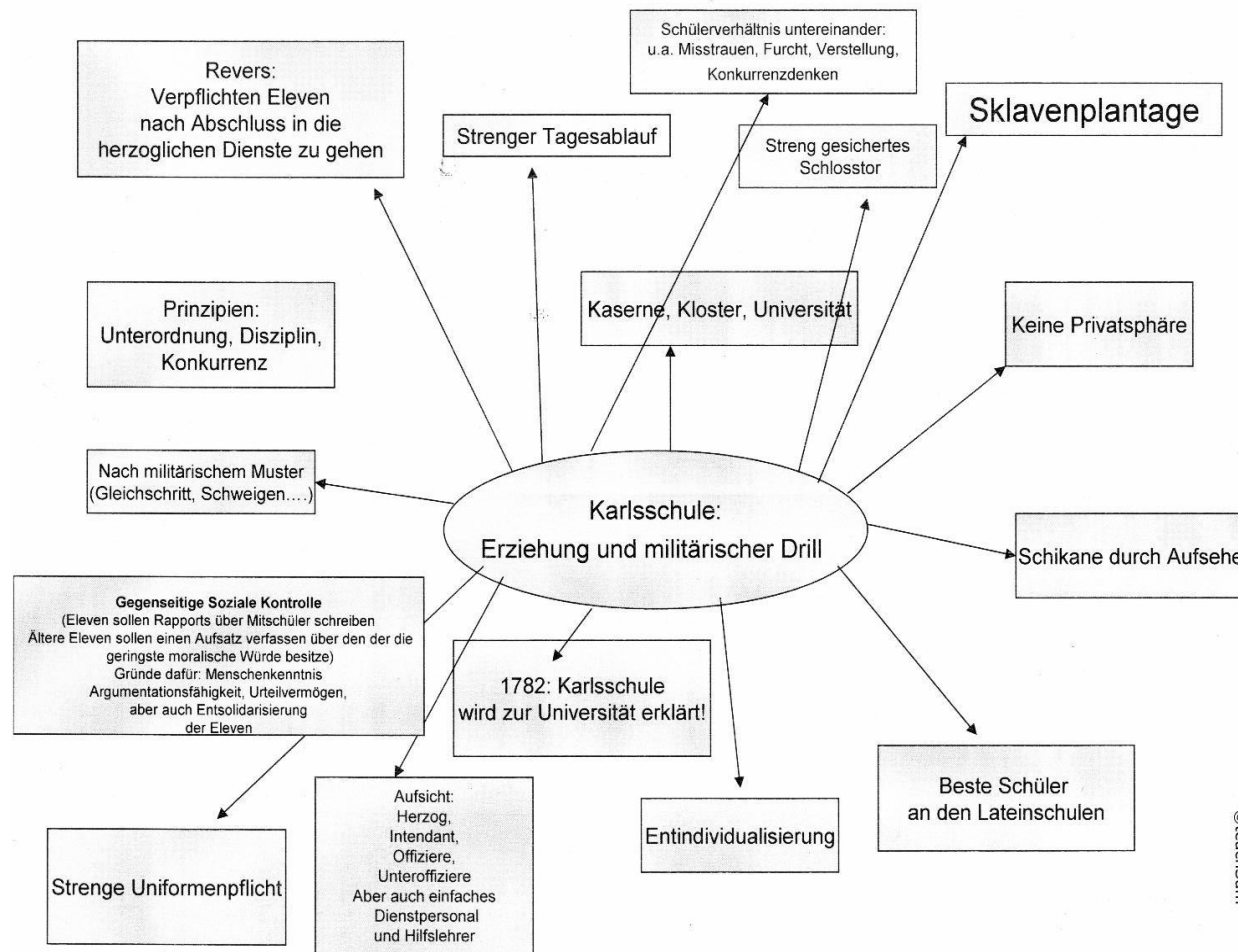 Schülerverhältnis untereinander:
u.a. Misstrauen, Furcht, Verstellung,
Konkurrenzdenken
Revers:
Verpflichten Eleven
nach Abschluss in die
herzoglichen Dienste zu gehen
Strenger Tagesablauf
Streng gesichertes
Schlosstor
Sklavenplantage
Prinzipien:
Unterordnung, Disziplin,
Konkurrenz
Kaserne, Kloster, Universität
Keine Privatsphäre
Nach militärischem Muster
(Gleichschritt, Schweigen....)
Karlsschule:
Erziehung und militärischer Drill
Schikane durch Aufsehe
Gegenseitige Soziale Kontrolle
(Eleven sollen Rapports über Mitschüler schreiben
Ältere Eleven sollen einen Aufsatz verfassen über den der die
geringste moralische Würde besitze)
Gründe dafür: Menschenkenntnis
Argumentationsfähigkeit, Urteilvermögen,
aber auch Entsolidarisierung
der Eleven
1782: Karlsschule
wird zur Universität erklärt!
Beste Schüler
an den Lateinschulen
Aufsicht:
Herzog,
Intendant,
Offiziere,
Unteroffiziere
Aber auch einfaches
Dienstpersonal
und Hilfslehrer
Entindividualisierung
Strenge Uniformenpflicht